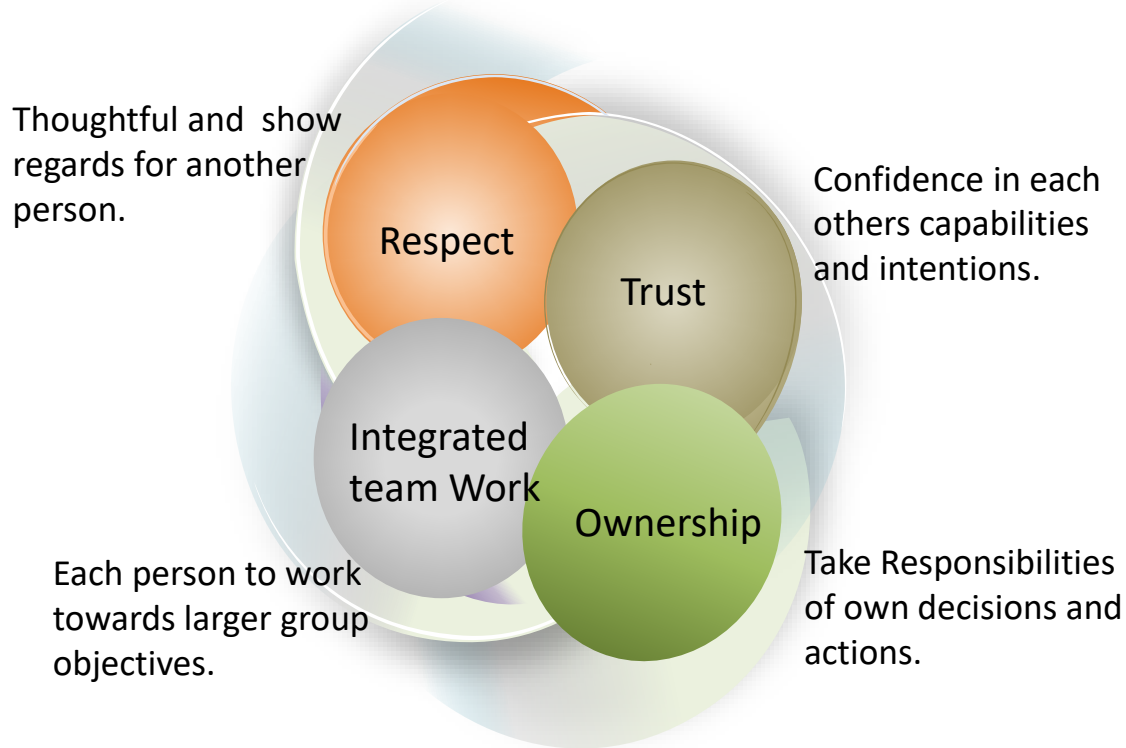 Thoughtful and  show
regards for another
person.
Respect
Confidence in each
others capabilities
and intentions.
Trust
Integrated
team Work
Each person to work
towards larger group
objectives.
Ownership
Take Responsibilities
of own decisions and
actions.